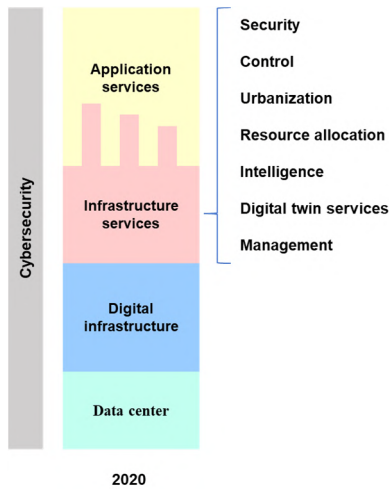 Cybersecurity
Application
services
Infrastructure
services
Digital
infrastructure
Data center
2020
Security
Control
Urbanization
Resource allocation
Intelligence
Digital twin services
Management